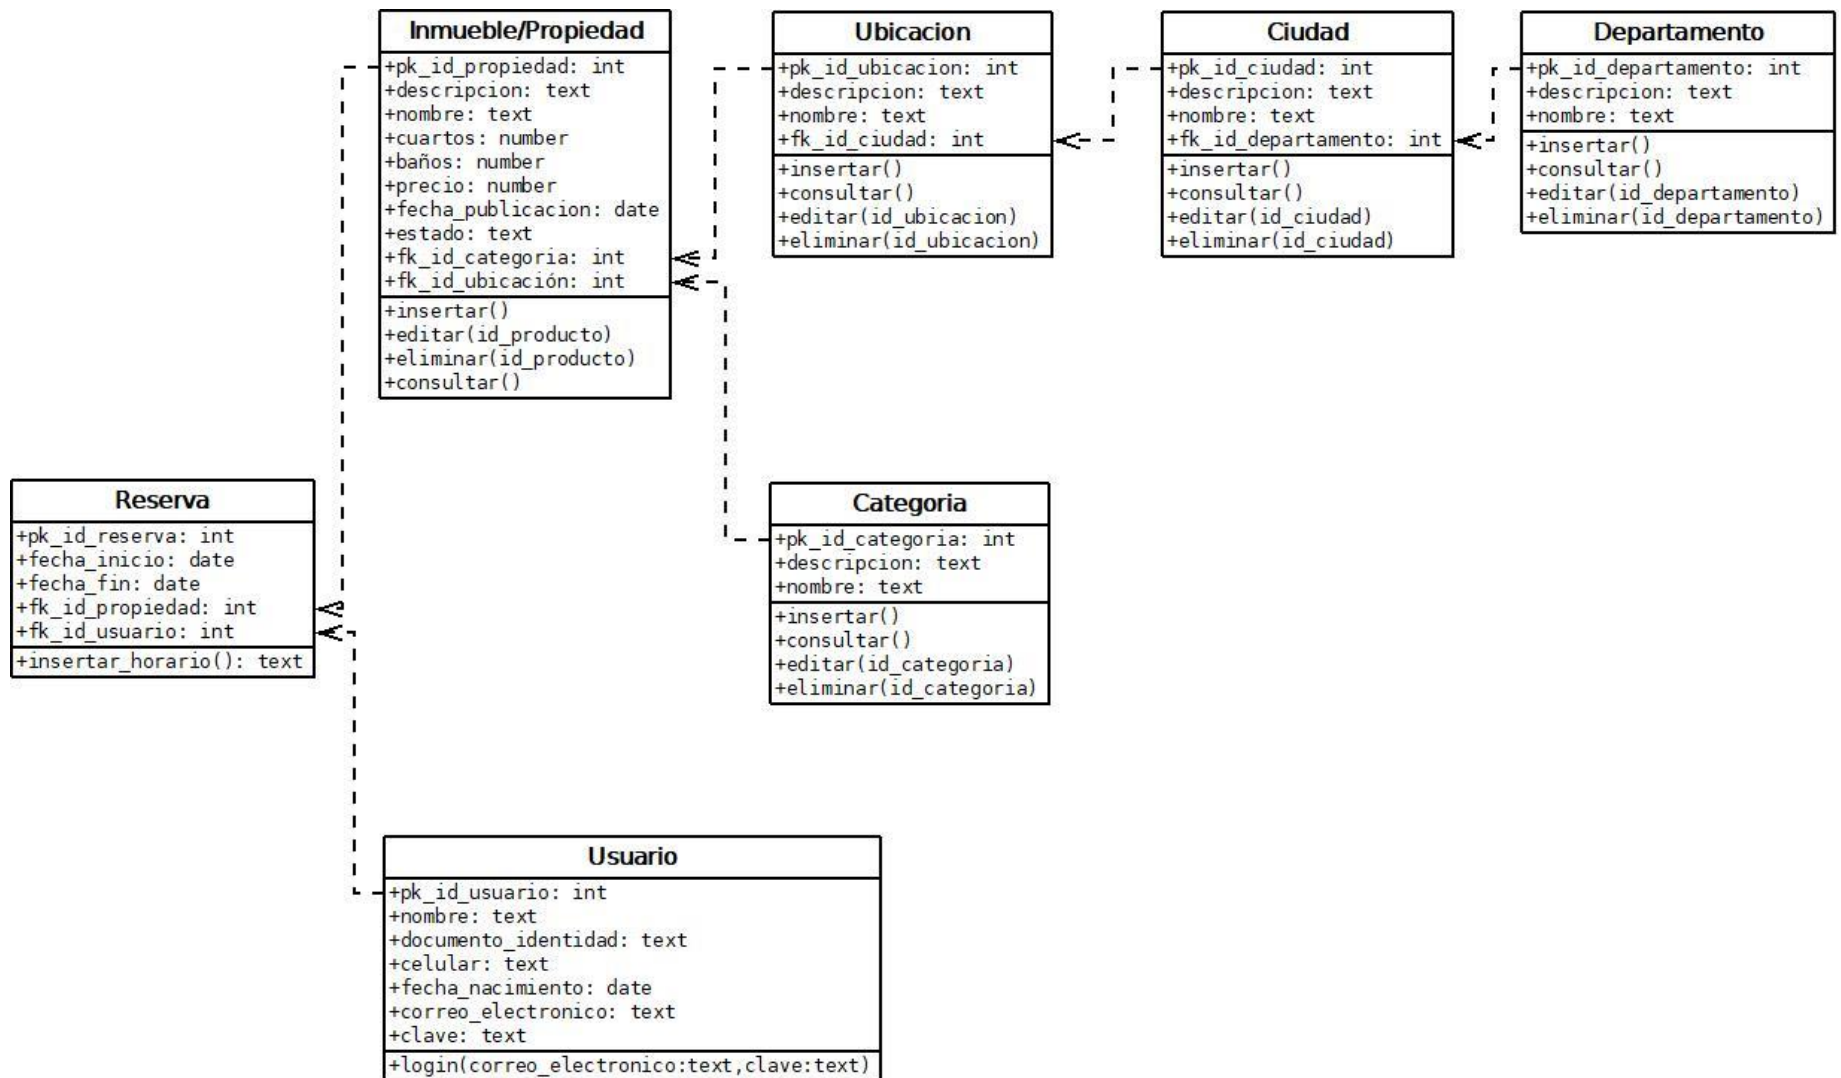 Inmueble/Propiedad
+pk_id_propiedad: int
+descripcion: text
+nombre: text
+cuartos: number
+baños: number
+precio: number
+fecha_publicacion: date
+estado: text
+fk_id_categoria: int
+fk_id_ubicación: int
+insertar()
+editar(id_producto)
+eliminar(id_producto)
+consultar()
Ubicacion
+pk_id_ubicacion: int
+descripcion: text
+nombre: text
+fk_id_ciudad: int
+insertar()
+consultar()
+editar(id_ubicacion)
+eliminar(id_ubicacion)
Ciudad
+pk_id_ciudad: int
+descripcion: text
+nombre: text
+fk_id_departamento: int
+insertar()
+consultar()
+editar(id_ciudad)
+eliminar(id_ciudad)
Departamento
+pk_id_departamento: int
+descripcion: text
+nombre: text
+insertar()
+consultar()
+editar(id_departamento)
+eliminar(id_departamento)
Reserva
+pk_id_reserva: int
+fecha_inicio: date
+fecha_fin: date
+fk_id_propiedad: int
+fk_id_usuario: int
+insertar_horario(): text
Categoria
+pk_id_categoria: int
+descripcion: text
+nombre: text
+insertar()
+consultar()
+editar(id_categoria)
+eliminar(id_categoria)
Usuario
+pk_id_usuario: int
+nombre: text
+documento_identidad: text
+celular: text
+fecha_nacimiento: date
+correo_electronico: text
+clave: text
+login(correo_electronico:text,clave:text)